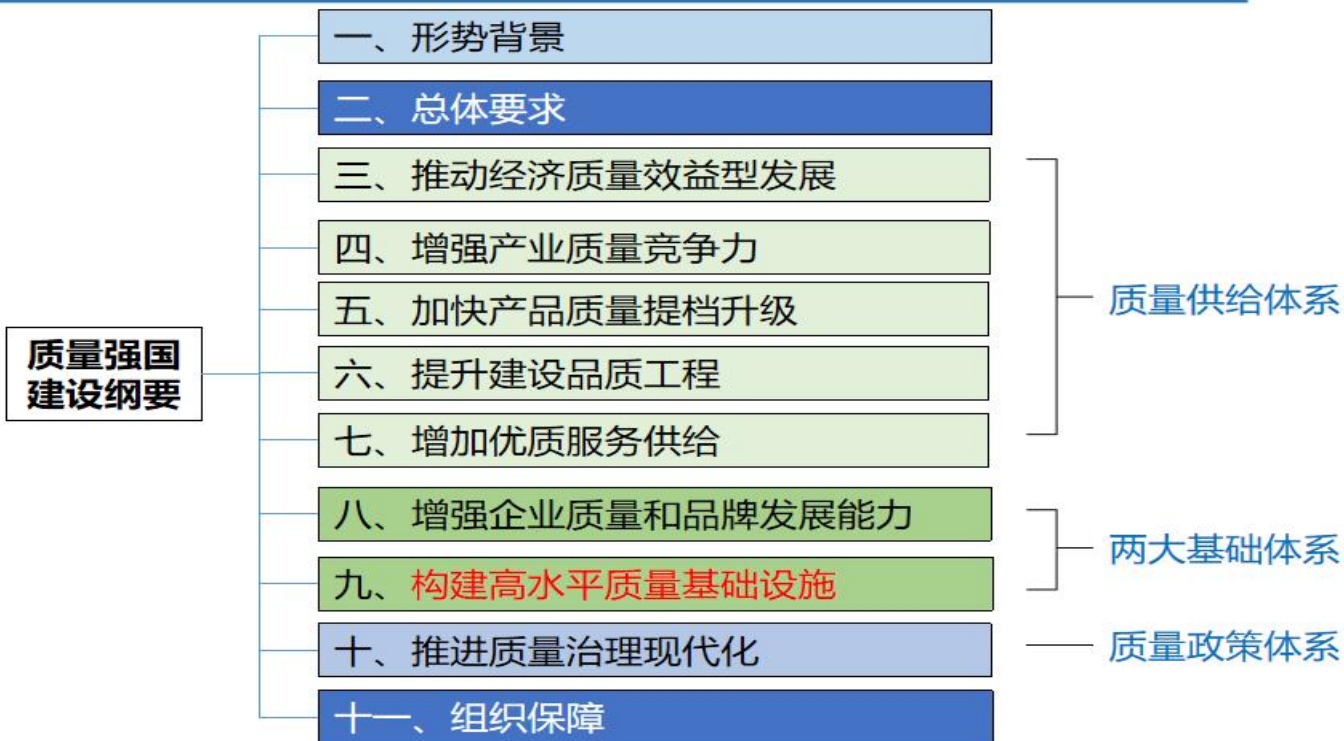 质量强国
建设纲要
一、形势背景
二、总体要求
三、推动经济质量效益型发展
四、增强产业质量竞争力
五、加快产品质量提档升级
六、提升建设品质工程
七、增加优质服务供给
八、增强企业质量和品牌发展能力
九、构建高水平质量基础设施
十、推进质量治理现代化
十一、组织保障
质量供给体系
两大基础体系
质量政策体系